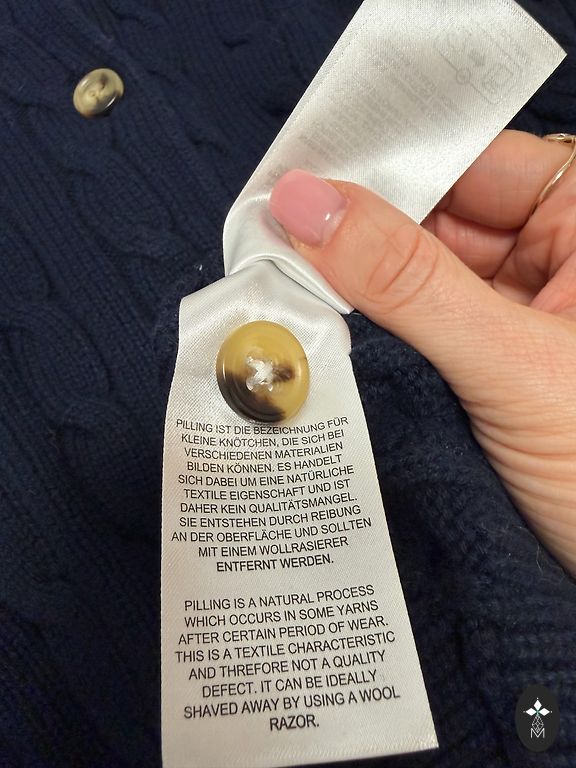 PILLING IST DIE BEZEICHNUNG FÜR
KLEINE KNÖTCHEN, DIE SICH BEI
VERSCHIEDENEN MATERIALIEN
BILDEN KÖNNEN. ES HANDELT
SICH DABEI UM EINE NATÜRLICHE
TEXTILE EIGENSCHAFT UND IST
DAHER KEIN QUALITÄTSMANGEL.
SIE ENTSTEHEN DURCH REIBUNG
AN DER OBERFLÄCHE UND SOLLTEN
MIT EINEM WOLLRASIERER
ENTFERNT WERDEN.
PILLING IS A NATURAL PROCESS
WHICH OCCURS IN SOME YARNS
AFTER CERTAIN PERIOD OF WEAR.
THIS IS A TEXTILE CHARACTERISTIC
AND THREFORE NOT A QUALITY
DEFECT. IT CAN BE IDEALLY
SHAVED AWAY BY USING A WOOL
RAZOR.
M